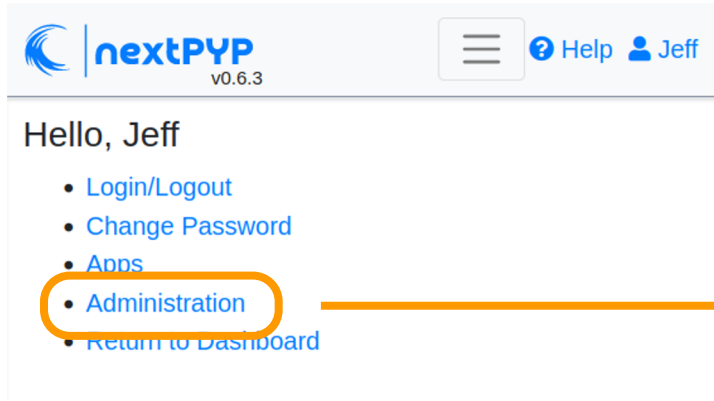 nextPYP
v0.6.3
Help
Jeff
Hello, Jeff
Login/Logout
Change Password
Apps
Administration
Return to Dashboard